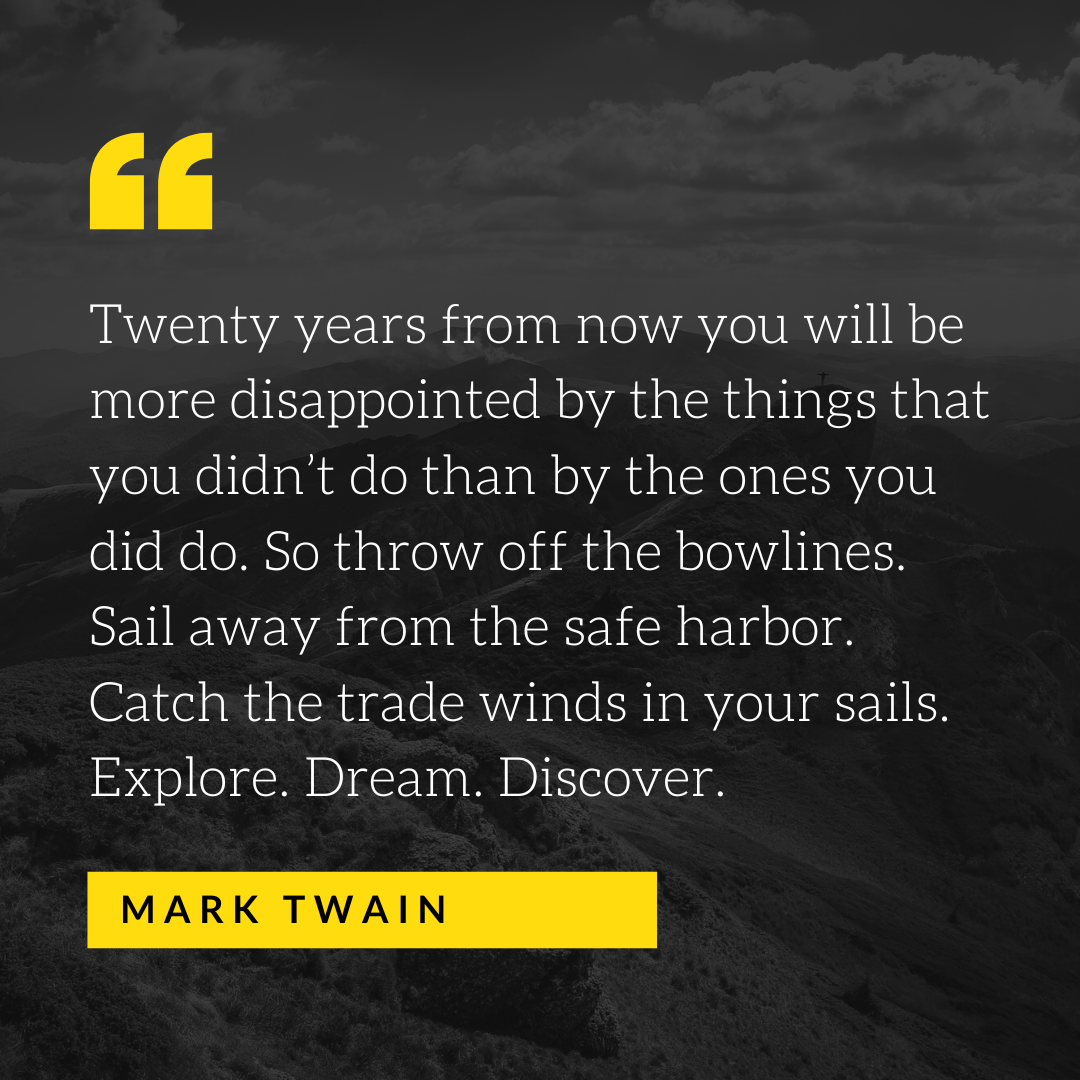 “
Twenty years from now you will be
more disappointed by the things that
you didn’t do than by the ones you
did do. So throw off the bowlines.
Sail away from the safe harbor.
Catch the trade winds in your sails.
Explore. Dream. Discover.
MARK TWAIN